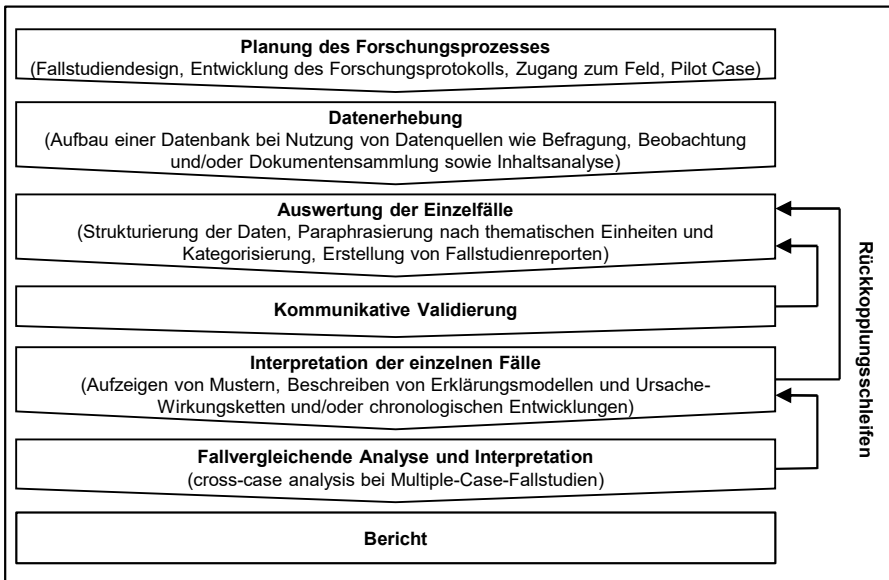 Planung des Forschungsprozesses
(Fallstudiendesign, Entwicklung des Forschungsprotokolls, Zugang zum Feld, Pilot Case)
Datenerhebung
(Aufbau einer Datenbank bei Nutzung von Datenquellen wie Befragung, Beobachtung
und/oder Dokumentensammlung sowie Inhaltsanalyse)
Auswertung der Einzelfälle
(Strukturierung der Daten, Paraphrasierung nach thematischen Einheiten und
Kategorisierung, Erstellung von Fallstudienreporten)
Kommunikative Validierung
Interpretation der einzelnen Fälle
(Aufzeigen von Mustern, Beschreiben von Erklärungsmodellen und Ursache-
Wirkungsketten und/oder chronologischen Entwicklungen)
Fallvergleichende Analyse und Interpretation
(cross-case analysis bei Multiple-Case-Fallstudien)
Bericht
Rückkopplungsschleifen